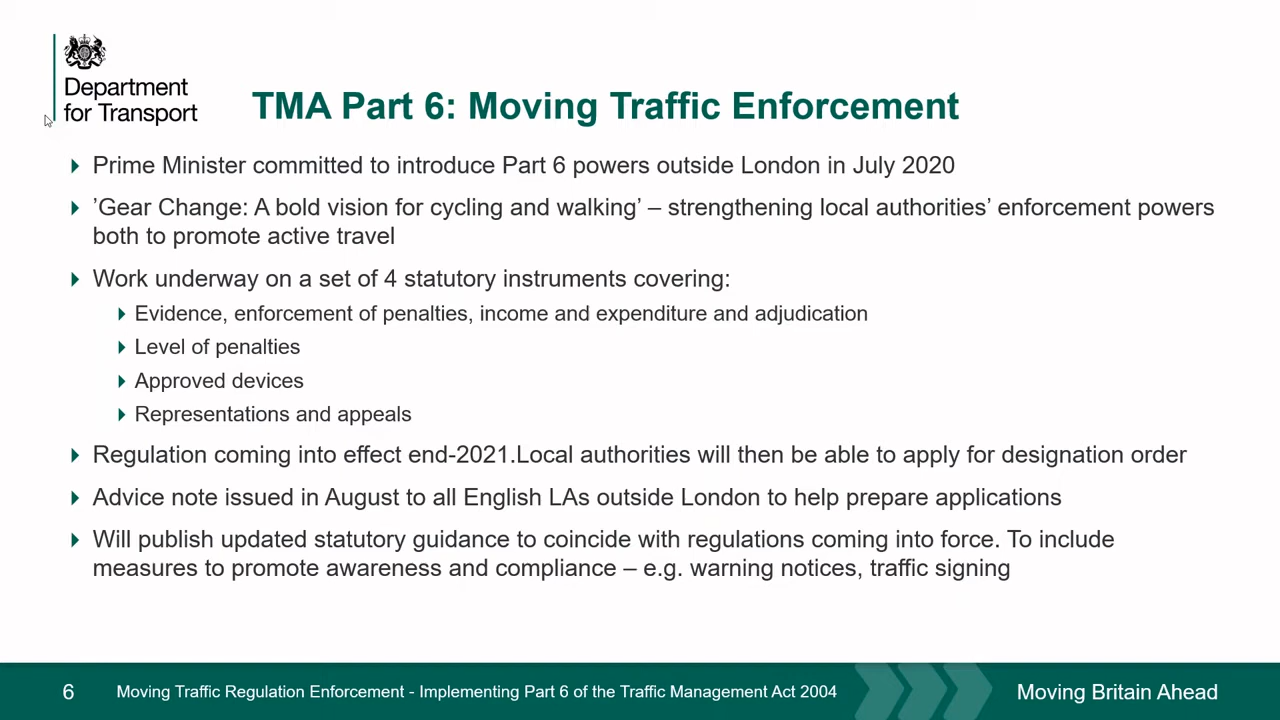 Department
for Transport
TMA Part 6: Moving Traffic Enforcement
Prime Minister committed to introduce Part 6 powers outside London in July 2020
’Gear Change: A bold vision for cycling and walking’ – strengthening local authorities’ enforcement powers
both to promote active travel
Work underway on a set of 4 statutory instruments covering:
Evidence, enforcement of penalties, income and expenditure and adjudication
Level of penalties
Approved devices
Representations and appeals
Regulation coming into effect end-2021.Local authorities will then be able to apply for designation order
Advice note issued in August to all English LAs outside London to help prepare applications
Will publish updated statutory guidance to coincide with regulations coming into force. To include
measures to promote awareness and compliance – e.g. warning notices, traffic signing
6 Moving Traffic Regulation Enforcement - Implementing Part 6 of the Traffic Management Act 2004 Moving Britain Ahead